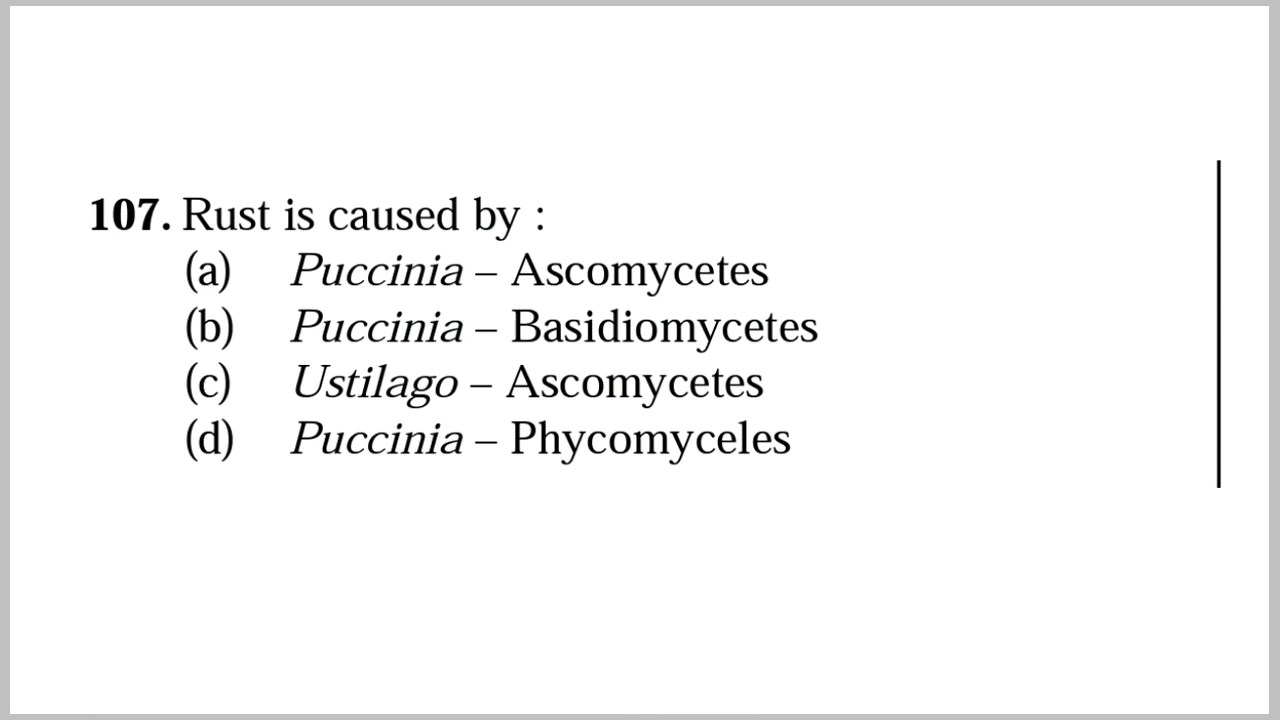 107. Rust is caused by :
(a) Puccinia – Ascomycetes
(b) Puccinia – Basidiomycetes
(c) Ustilago – Ascomycetes
(d) Puccinia – Phycomyceles